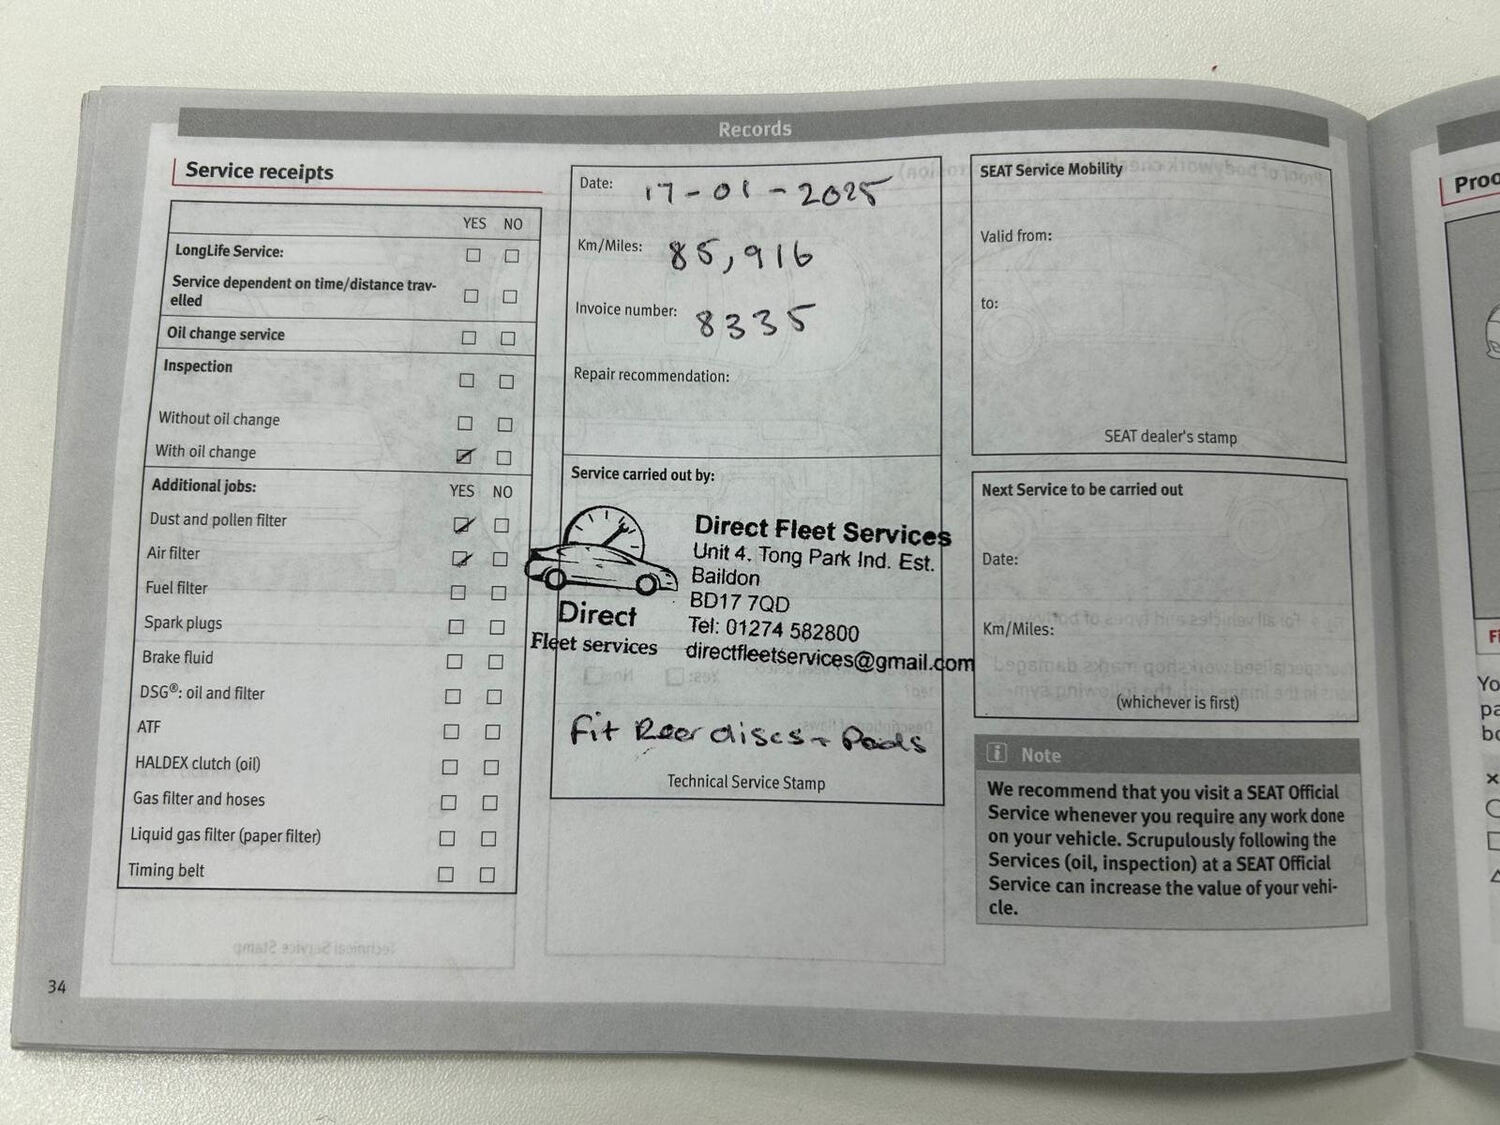 Records
Service receipts
YES NO
LongLife Service:
Service dependent on time/distance trav-
elled
Oil change service
Inspection
Without oil change
With oil change
Additional jobs: YES NO
Dust and pollen filter
Air filter
Fuel filter
Spark plugs
Brake fluid
DSG®: oil and filter
ATF
HALDEX clutch (oil)
Gas filter and hoses
Liquid gas filter (paper filter)
Timing belt
Date: 17-01-2025
Km/Miles: 85,916
Invoice number: 8335
Repair recommendation:
Service carried out by:
Direct
Fleet services
Direct Fleet Services
Unit 4. Tong Park Ind. Est.
Baildon
BD17 7QD
Tel: 01274 582800
directfleetservices@gmail.com
Fit Rear discs + Pads
Technical Service Stamp
SEAT Service Mobility
Valid from:
to:
SEAT dealer's stamp
Next Service to be carried out
Date:
Km/Miles:
(whichever is first)
i Note
We recommend that you visit a SEAT Official
Service whenever you require any work done
on your vehicle. Scrupulously following the
Services (oil, inspection) at a SEAT Official
Service can increase the value of your vehi-
cle.
34